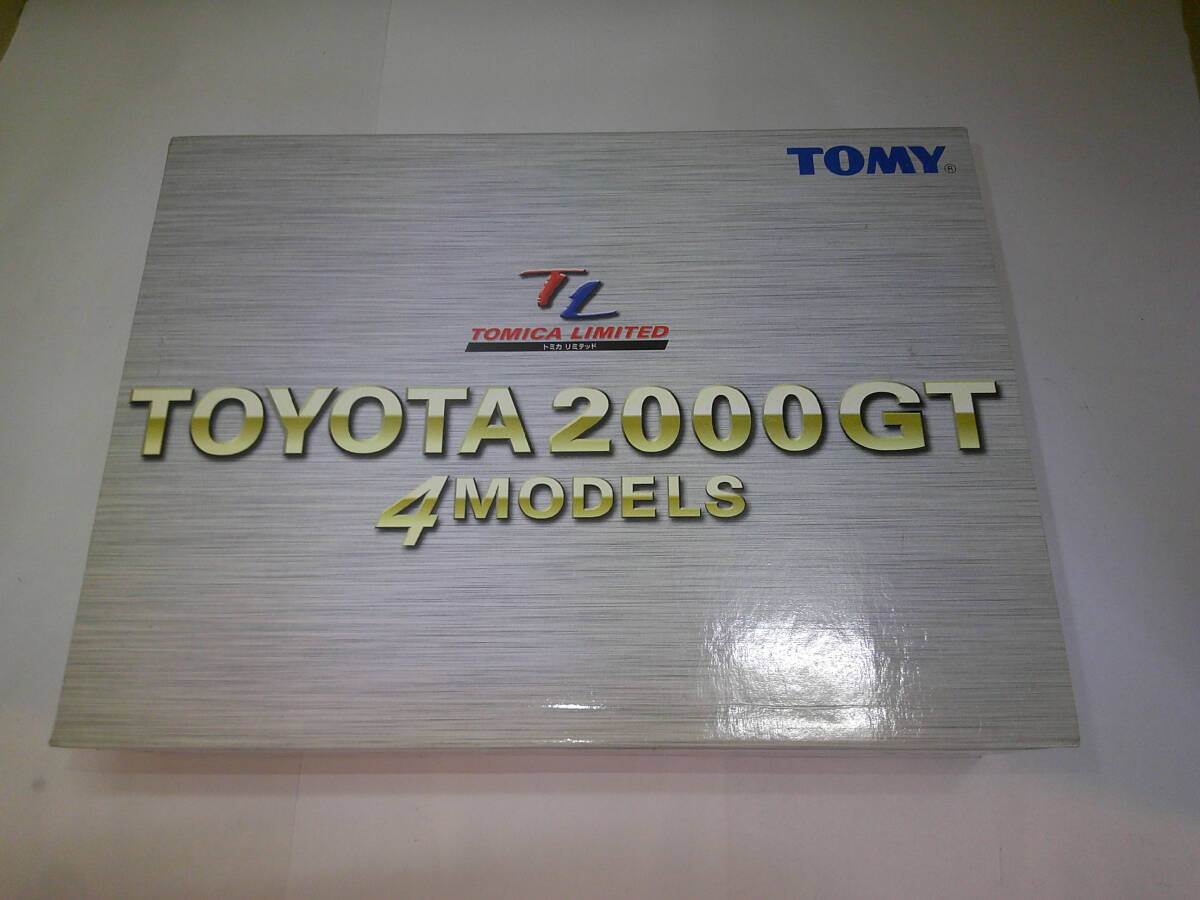 TOMY®
TL
TOMICA LIMITED
トミカ リミテッド
TOYOTA 2000GT
4 MODELS